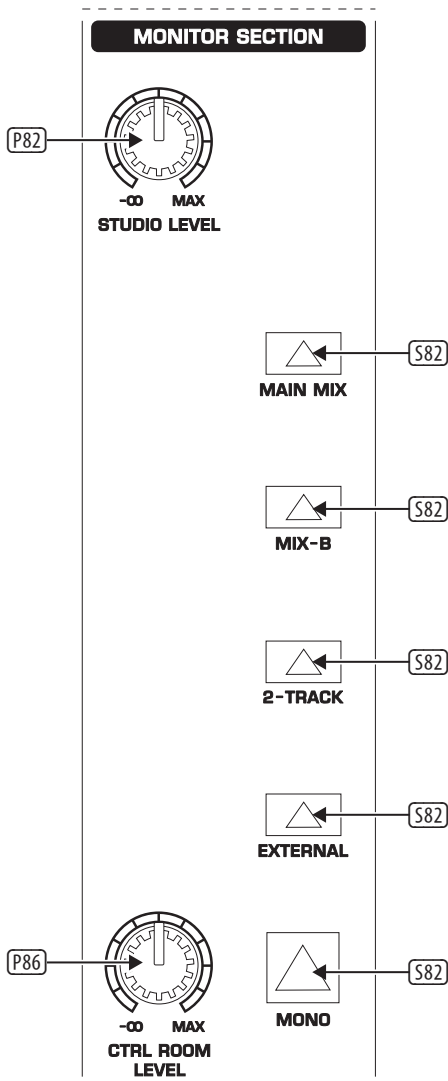 MONITOR SECTION
P82
-∞ MAX
STUDIO LEVEL
S82
MAIN MIX
S82
MIX-B
S82
2-TRACK
S82
EXTERNAL
P86
S82
-∞ MAX
MONO
CTRL ROOM
LEVEL